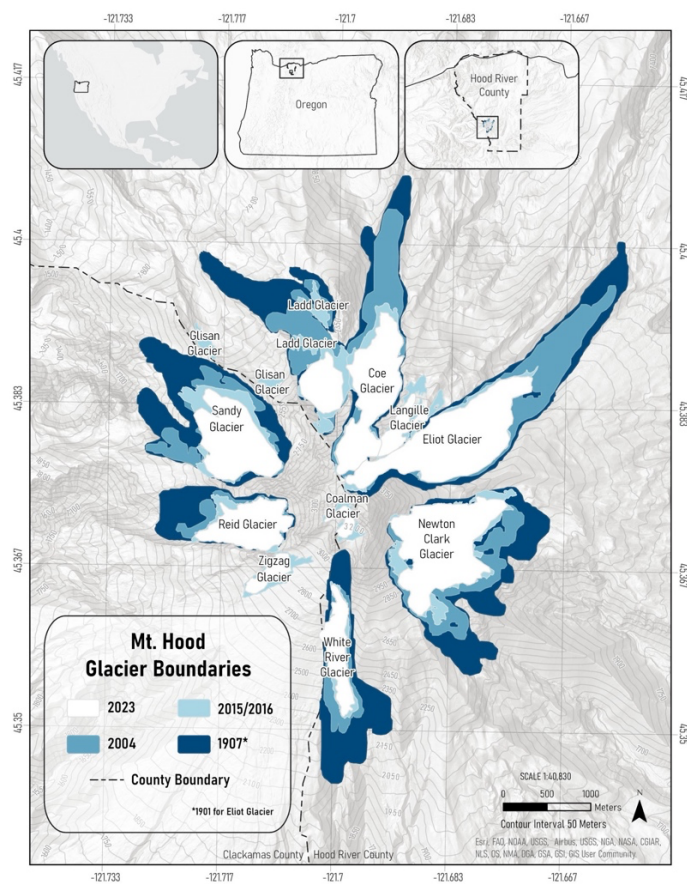 -121.733
-121.717
-121.7
-121.683
-121.667
45.417
45.417
Oregon
Hood River
County
45.4
45.4
Ladd Glacier
Glisan
Glacier
Ladd Glacier
Coe
Glacier
Glisan
Glacier
45.383
45.383
Sandy
Glacier
Langille
Glacier
Eliot Glacier
Coalman
Glacier
Reid Glacier
Newton
Clark
Glacier
Zigzag
Glacier
45.367
45.367
White
River
Glacier
Mt. Hood
Glacier Boundaries
2023
2015/2016
2004
1907*
County Boundary
*1901 for Eliot Glacier
45.35
45.35
SCALE 1:40,830
0
500
1000
Meters
N
Contour Interval 50 Meters
Esri, FAO, NOAA, USGS, Airbus, USGS, NGA, NASA, CGIAR,
NLS, OS, NMA, DGA, GSA, GSI, GIS User Community
Clackamas County
Hood River County
-121.733
-121.717
-121.7
-121.683
-121.667